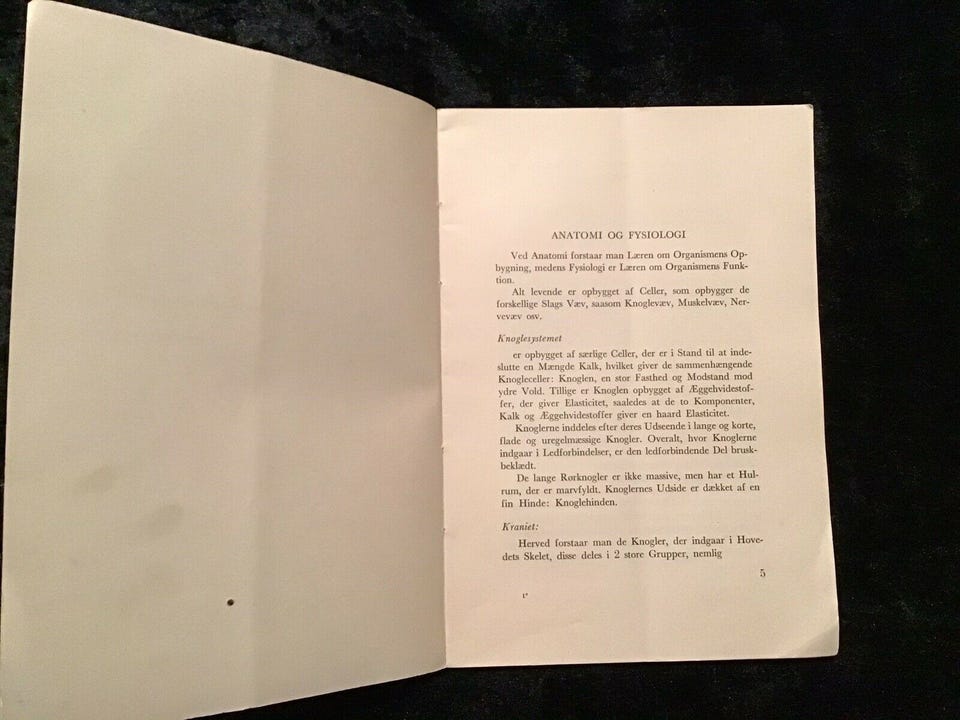 ANATOMI OG FYSIOLOGI
Ved Anatomi forstaar man Læren om Organismens Op-
bygning, medens Fysiologi er Læren om Organismens Funk-
tion.
Alt levende er opbygget af Celler, som opbygger de
forskellige Slags Væv, saasom Knoglevæv, Muskelvæv, Ner-
vevæv osv.
Knoglesystemet
er opbygget af særlige Celler, der er i Stand til at inde-
slutte en Mængde Kalk, hvilket giver de sammenhængende
Knogleceller: Knoglen, en stor Fasthed og Modstand mod
ydre Vold. Tillige er Knoglen opbygget af Æggehvidestof-
fer, der giver Elasticitet, saaledes at de to Komponenter,
Kalk og Æggehvidestoffer giver en haard Elasticitet.
Knoglerne inddeles efter deres Udseende i lange og korte,
flade og uregelmæssige Knogler. Overalt, hvor Knoglerne
indgaar i Ledforbindelser, er den ledforbindende Del brusk-
beklædt.
De lange Rørknogler er ikke massive, men har et Hul-
rum, der er marvfyldt. Knoglernes Udside er dækket af en
fin Hinde: Knoglehinden.
Kraniet:
Herved forstaar man de Knogler, der indgaar i Hove-
dets Skelet, disse deles i 2 store Grupper, nemlig
5
1*